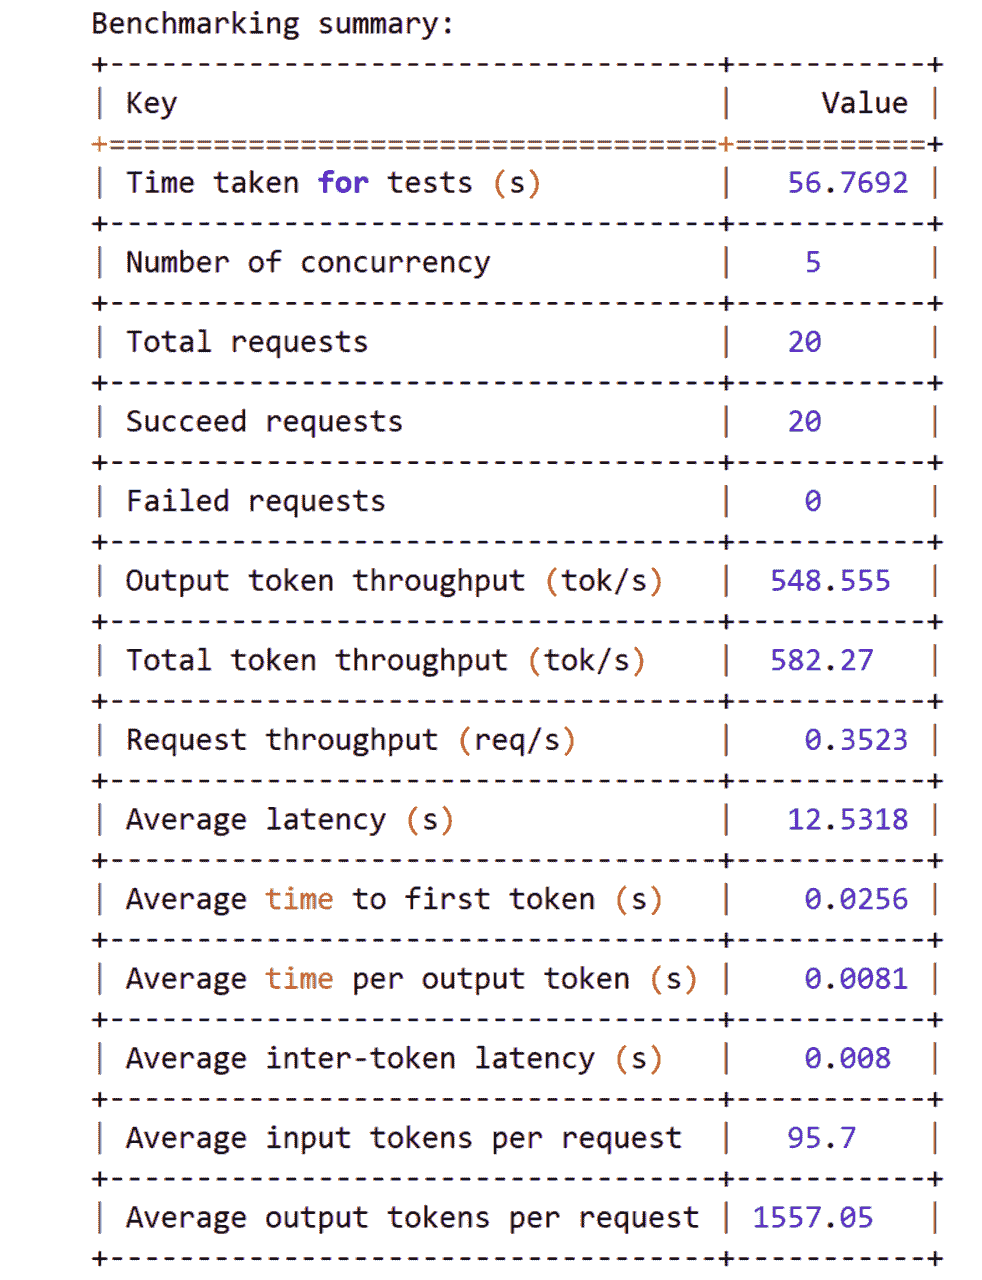 Benchmarking summary:
+-----------------------------------+-----------+
| Key                               |     Value |
+===================================+===========+
| Time taken for tests (s)          |   56.7692 |
+-----------------------------------+-----------+
| Number of concurrency             |    5      |
+-----------------------------------+-----------+
| Total requests                    |   20      |
+-----------------------------------+-----------+
| Succeed requests                  |   20      |
+-----------------------------------+-----------+
| Failed requests                   |    0      |
+-----------------------------------+-----------+
| Output token throughput (tok/s)   |  548.555  |
+-----------------------------------+-----------+
| Total token throughput (tok/s)    |  582.27   |
+-----------------------------------+-----------+
| Request throughput (req/s)        |    0.3523 |
+-----------------------------------+-----------+
| Average latency (s)               |   12.5318 |
+-----------------------------------+-----------+
| Average time to first token (s)   |    0.0256 |
+-----------------------------------+-----------+
| Average time per output token (s) |    0.0081 |
+-----------------------------------+-----------+
| Average inter-token latency (s)   |    0.008  |
+-----------------------------------+-----------+
| Average input tokens per request  |   95.7    |
+-----------------------------------+-----------+
| Average output tokens per request | 1557.05   |
+-----------------------------------+-----------+